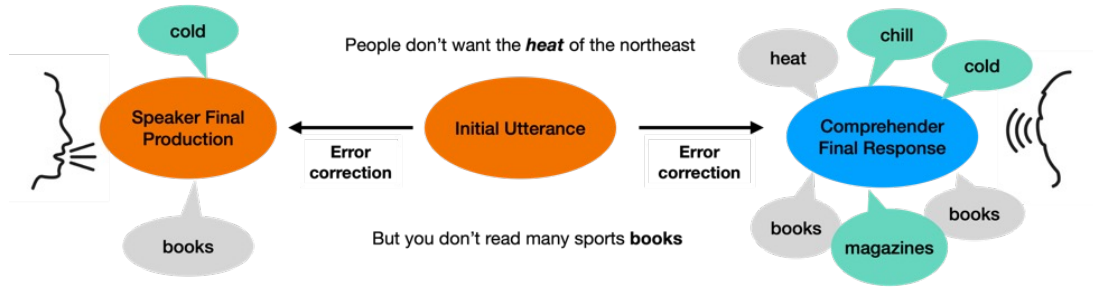 cold
People don't want the heat of the northeast
heat
chill
cold
Speaker Final
Production
Error
correction
Initial Utterance
Error
correction
Comprehender
Final Response
books
But you don't read many sports books
books
magazines
books